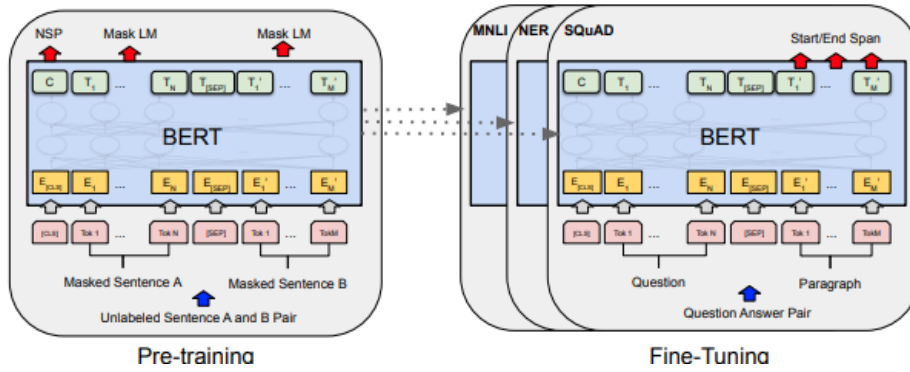 NSP Mask LM Mask LM
C T1 ... TN T[SEP] T1' ... TM'
BERT
E[CLS] E1 ... EN E[SEP] E1' ... EM'
[CLS] Tok 1 ... Tok N [SEP] Tok 1 ... TokM
Masked Sentence A Masked Sentence B
Unlabeled Sentence A and B Pair
Pre-training
MNLI NER SQuAD
Start/End Span
C T1 ... TN T[SEP] T1' ... TM'
BERT
E[CLS] E1 ... EN E[SEP] E1' ... EM'
[CLS] Tok 1 ... Tok N [SEP] Tok 1 ... TokM
Question Paragraph
Question Answer Pair
Fine-Tuning